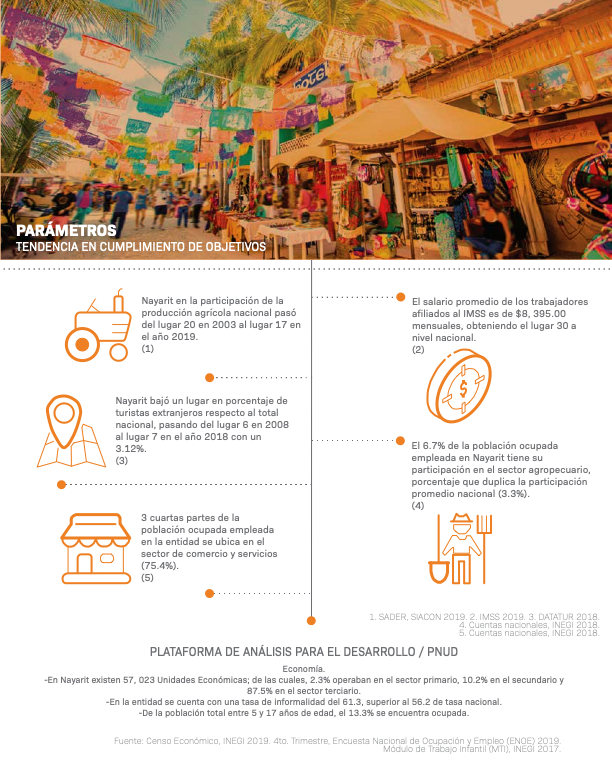 HOTEL
PARÁMETROS
TENDENCIA EN CUMPLIMIENTO DE OBJETIVOS
Nayarit en la participación de la
producción agrícola nacional pasó
del lugar 20 en 2003 al lugar 17 en
el año 2019.
(1)
El salario promedio de los trabajadores
afiliados al IMSS es de $8, 395.00
mensuales, obteniendo el lugar 30 a
nivel nacional.
(2)
$
Nayarit bajó un lugar en porcentaje de
turistas extranjeros respecto al total
nacional, pasando del lugar 6 en 2008
al lugar 7 en el año 2018 con un
3.12%.
(3)
El 6.7% de la población ocupada
empleada en Nayarit tiene su
participación en el sector agropecuario,
porcentaje que duplica la participación
promedio nacional (3.3%).
(4)
3 cuartas partes de la
población ocupada empleada
en la entidad se ubica en el
sector de comercio y servicios
(75.4%).
(5)
1. SADER, SIACON 2019. 2. IMSS 2019. 3. DATATUR 2018.
4. Cuentas nacionales, INEGI 2018.
5. Cuentas nacionales, INEGI 2018.
PLATAFORMA DE ANÁLISIS PARA EL DESARROLLO / PNUD
Economía.
-En Nayarit existen 57, 023 Unidades Económicas; de las cuales, 2.3% operaban en el sector primario, 10.2% en el secundario y
87.5% en el sector terciario.
-En la entidad se cuenta con una tasa de informalidad del 61.3, superior al 56.2 de tasa nacional.
-De la población total entre 5 y 17 años de edad, el 13.3% se encuentra ocupada.
Fuente: Censo Económico, INEGI 2019. 4to. Trimestre, Encuesta Nacional de Ocupación y Empleo (ENOE) 2019.
Módulo de Trabajo Infantil (MTI), INEGI 2017.